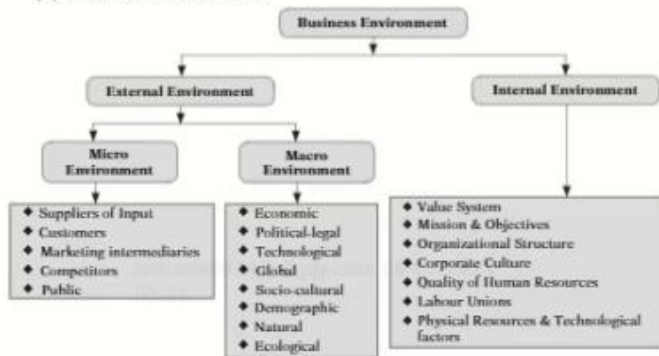 Business Environment
External Environment
Internal Environment
Micro
Environment
Macro
Environment
◆ Suppliers of Input
◆ Customers
◆ Marketing intermediaries
◆ Competitors
◆ Public
◆ Economic
◆ Political-legal
◆ Technological
◆ Global
◆ Socio-cultural
◆ Demographic
◆ Natural
◆ Ecological
◆ Value System
◆ Mission & Objectives
◆ Organizational Structure
◆ Corporate Culture
◆ Quality of Human Resources
◆ Labour Unions
◆ Physical Resources & Technological
factors